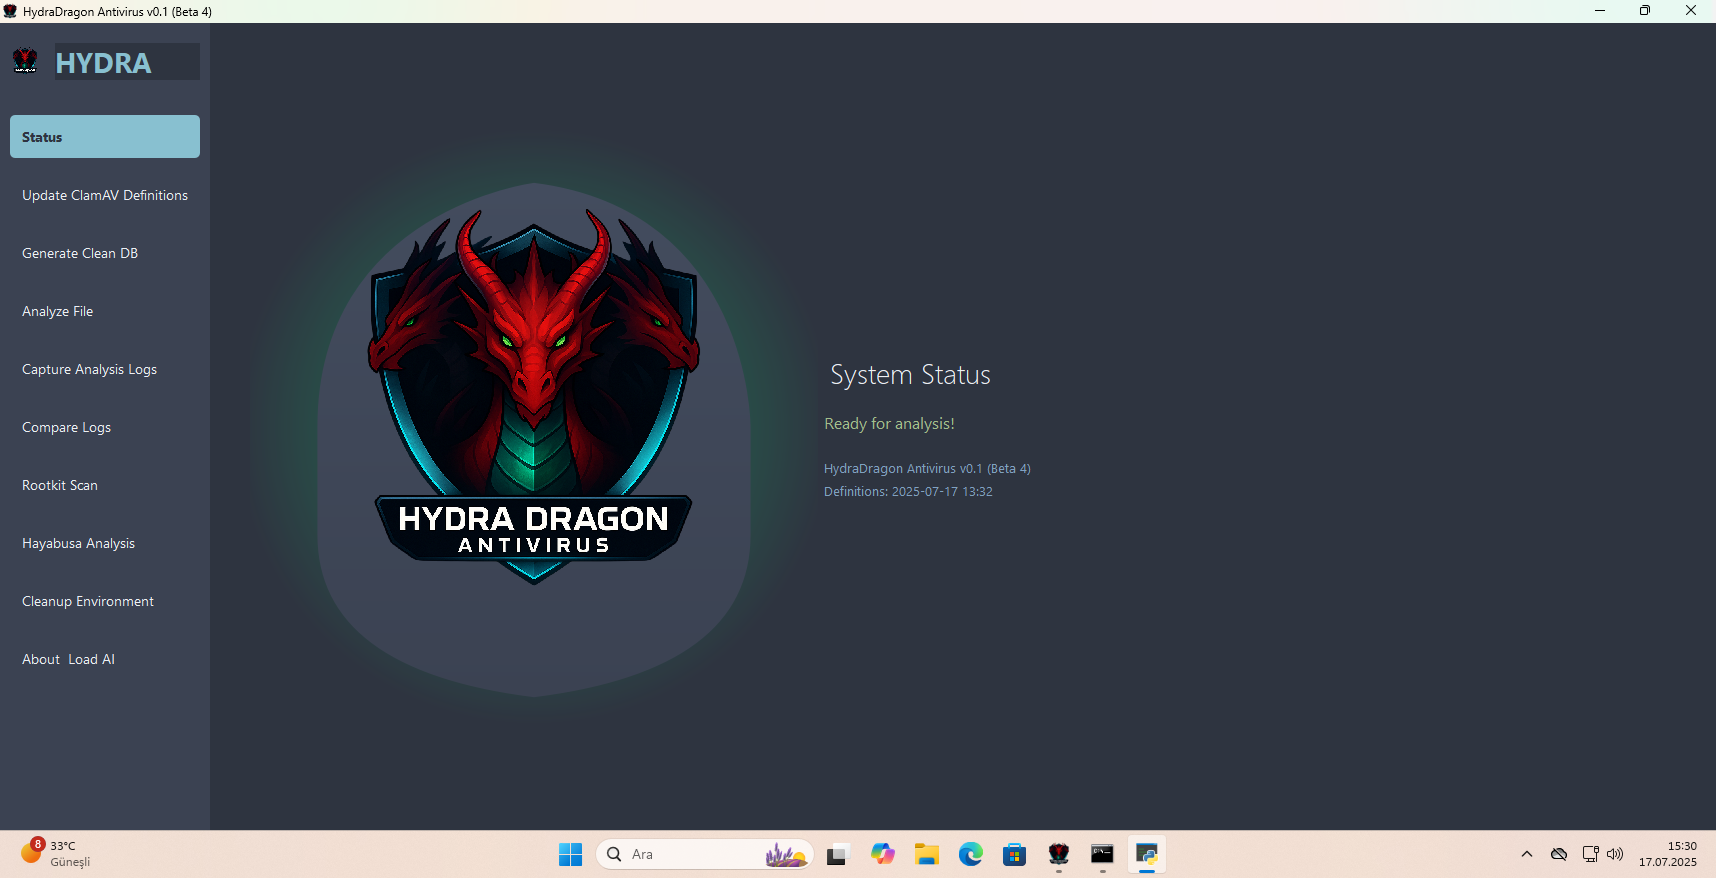 HydraDragon Antivirus v0.1 (Beta 4)
HYDRA
Status
Update ClamAV Definitions
Generate Clean DB
Analyze File
Capture Analysis Logs
Compare Logs
Rootkit Scan
Hayabusa Analysis
Cleanup Environment
About  Load AI
HYDRA DRAGON
ANTIVIRUS
System Status
Ready for analysis!
HydraDragon Antivirus v0.1 (Beta 4)
Definitions: 2025-07-17 13:32
8
33°C
Güneşli
Ara
15:30
17.07.2025